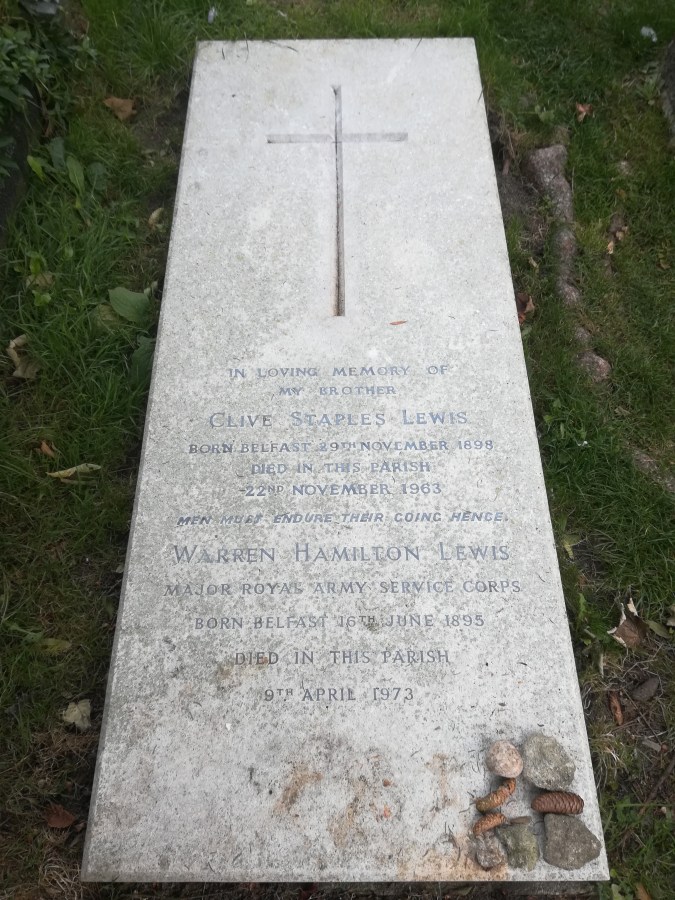 IN LOVING MEMORY OF
MY BROTHER
CLIVE STAPLES LEWIS
BORN BELFAST 29TH NOVEMBER 1898
DIED IN THIS PARISH
22ND NOVEMBER 1963
MEN MUST ENDURE THEIR GOING HENCE.
WARREN HAMILTON LEWIS
MAJOR ROYAL ARMY SERVICE CORPS
BORN BELFAST 16TH JUNE 1895
DIED IN THIS PARISH
9TH APRIL 1973